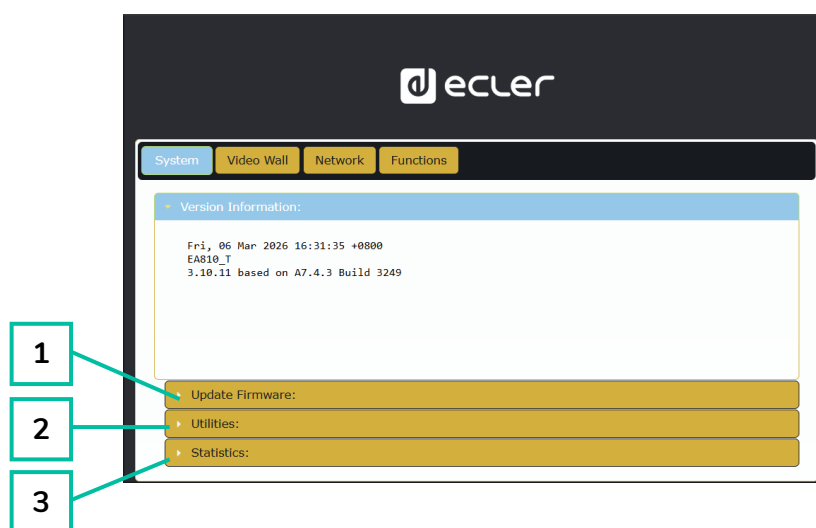 ecler
System Video Wall Network Functions
Version Information:
Fri, 06 Mar 2026 16:31:35 +0800
EA810_T
3.10.11 based on A7.4.3 Build 3249
1
Update Firmware:
2
Utilities:
3
Statistics: